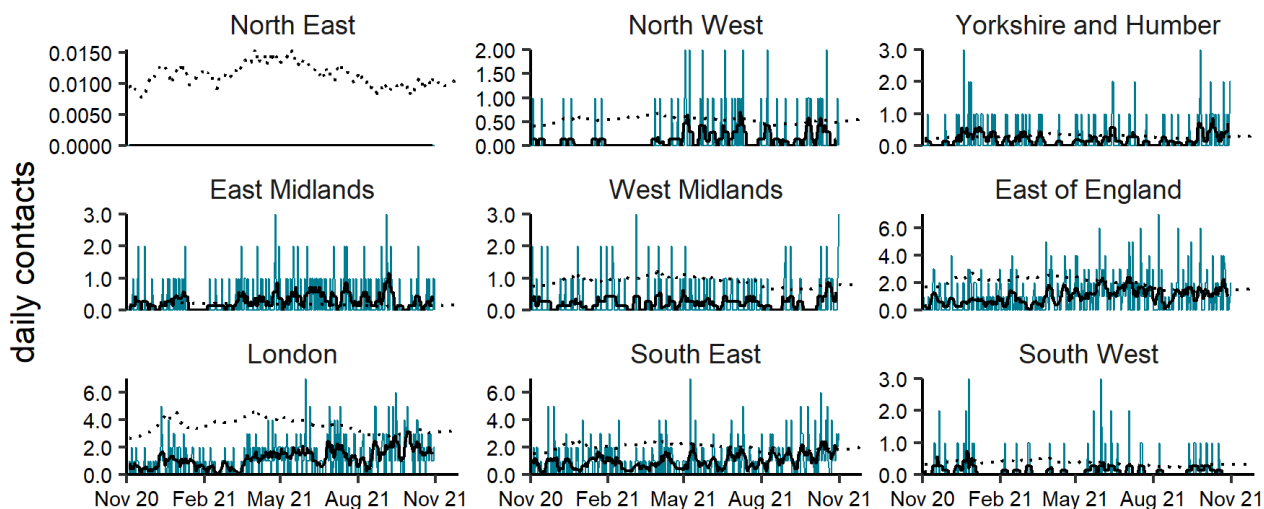 North East
North West
Yorkshire and Humber
0.0150
0.0100
0.0050
0.0000
2.00
1.50
1.00
0.50
0.00
3.0
2.0
1.0
0.0
daily contacts
East Midlands
West Midlands
East of England
3.0
2.0
1.0
0.0
3.0
2.0
1.0
0.0
6.0
4.0
2.0
0.0
London
South East
South West
6.0
4.0
2.0
0.0
6.0
4.0
2.0
0.0
3.0
2.0
1.0
0.0
Nov 20 Feb 21 May 21 Aug 21 Nov 21
Nov 20 Feb 21 May 21 Aug 21 Nov 21
Nov 20 Feb 21 May 21 Aug 21 Nov 21